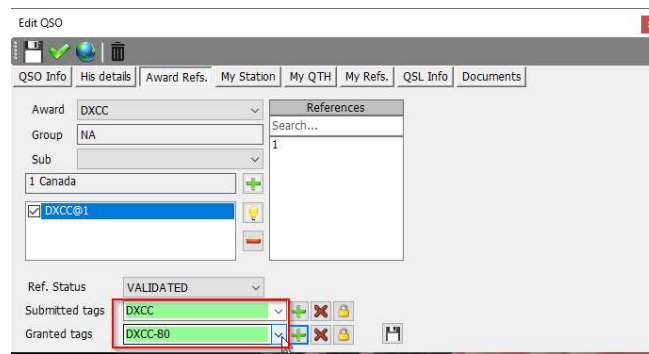 Edit QSO
QSO Info His details Award Refs. My Station My QTH My Refs. QSL Info Documents
Award DXCC References
Search...
Group NA
1
Sub
1 Canada
DXCC@1
Ref. Status VALIDATED
Submitted tags DXCC
Granted tags DXCC-80